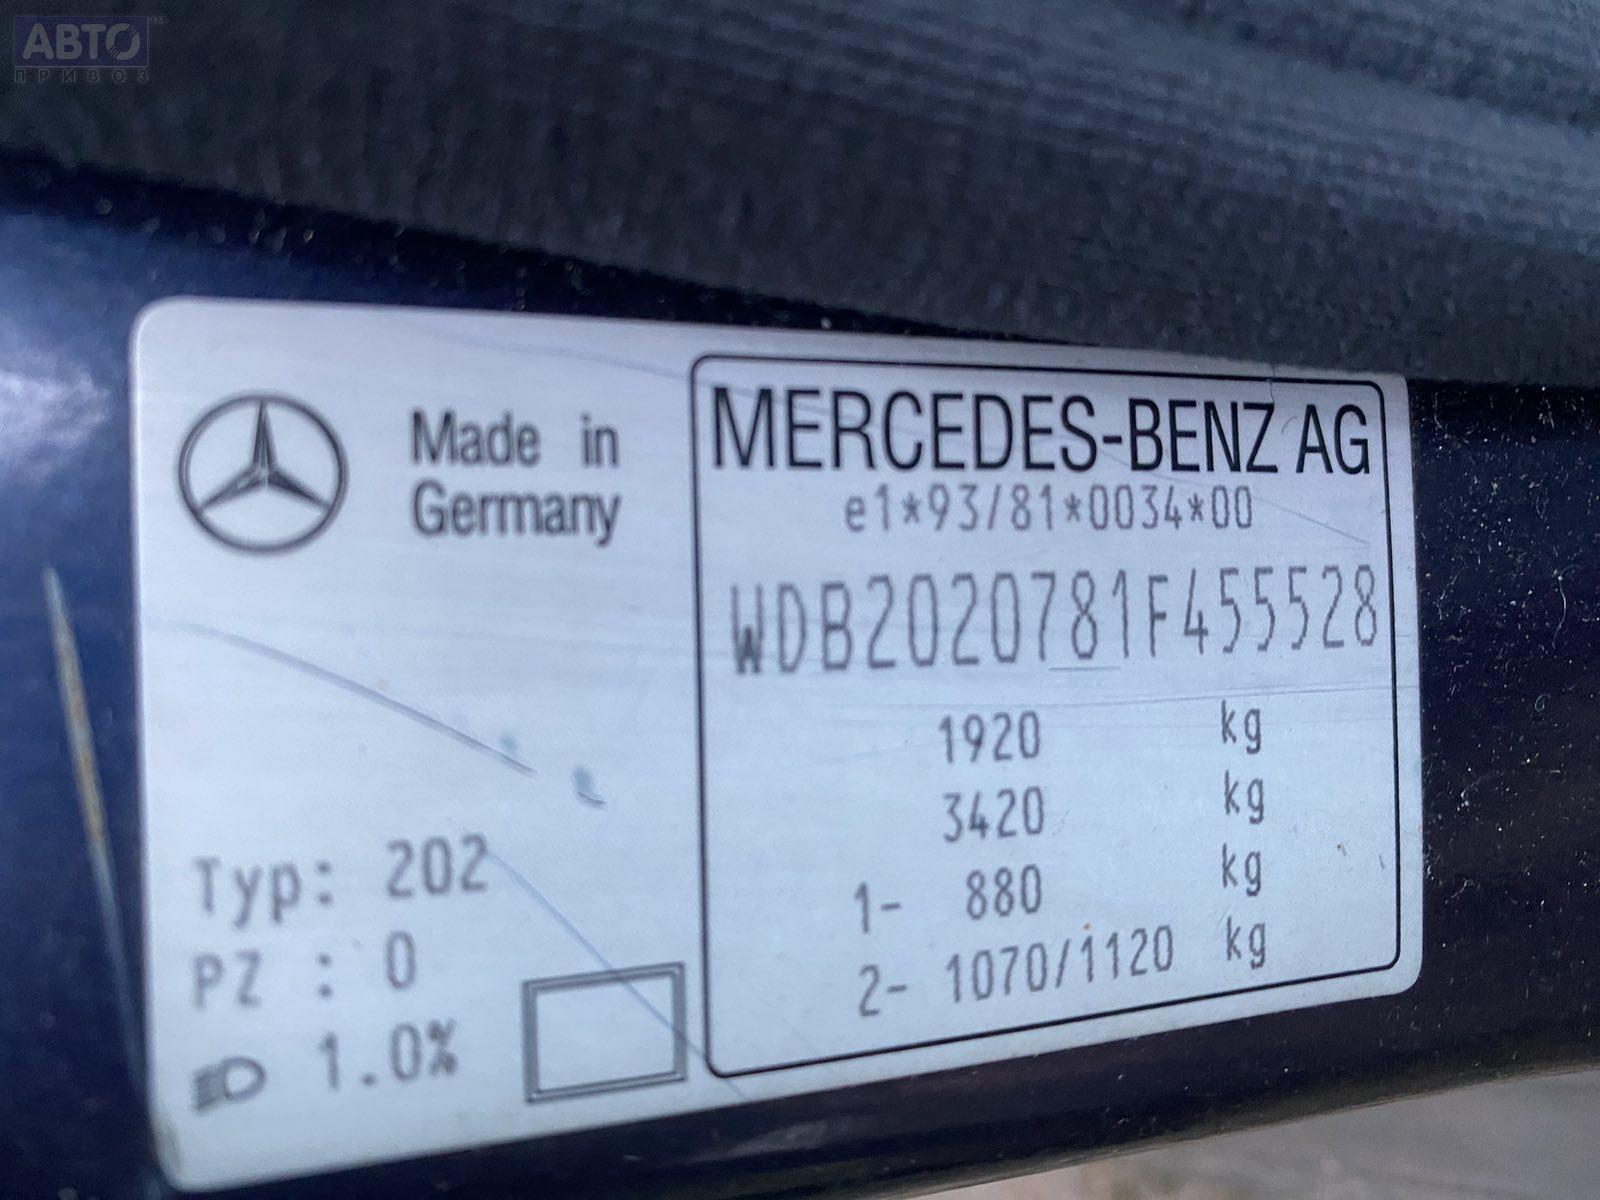 АВТО
ПРИВОЗ
Made in
Germany
Typ: 202
PZ : 0
1.0%
MERCEDES-BENZ AG
e1*93/81*0034*00
WDB2020781F455528
1920 kg
3420 kg
1- 880 kg
2- 1070/1120 kg